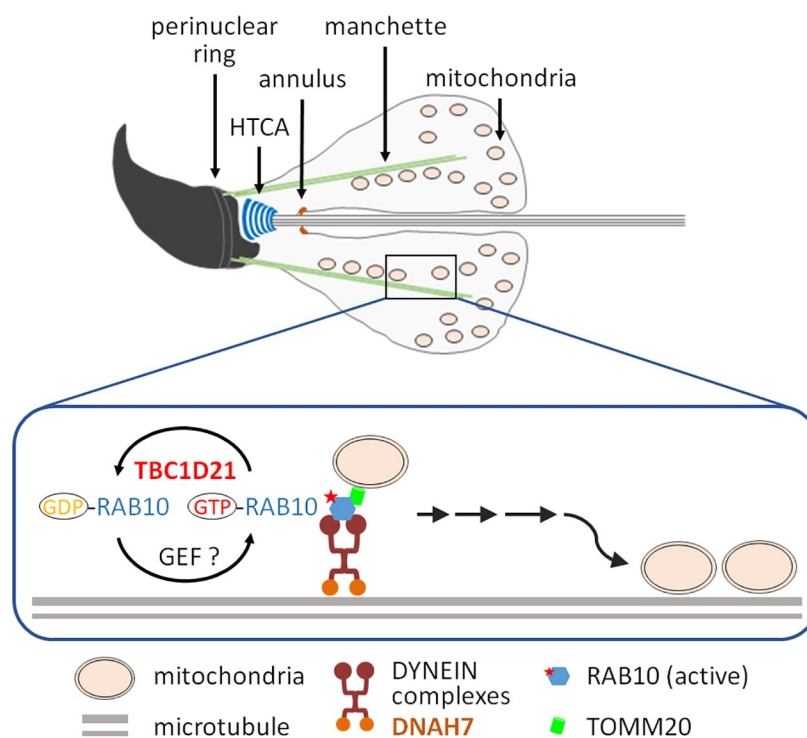 perinuclear
ring
manchette
annulus
mitochondria
HTCA
TBC1D21
GDP-RAB10
GTP-RAB10
GEF ?
mitochondria
DYNEIN
complexes
RAB10 (active)
microtubule
DNAH7
TOMM20